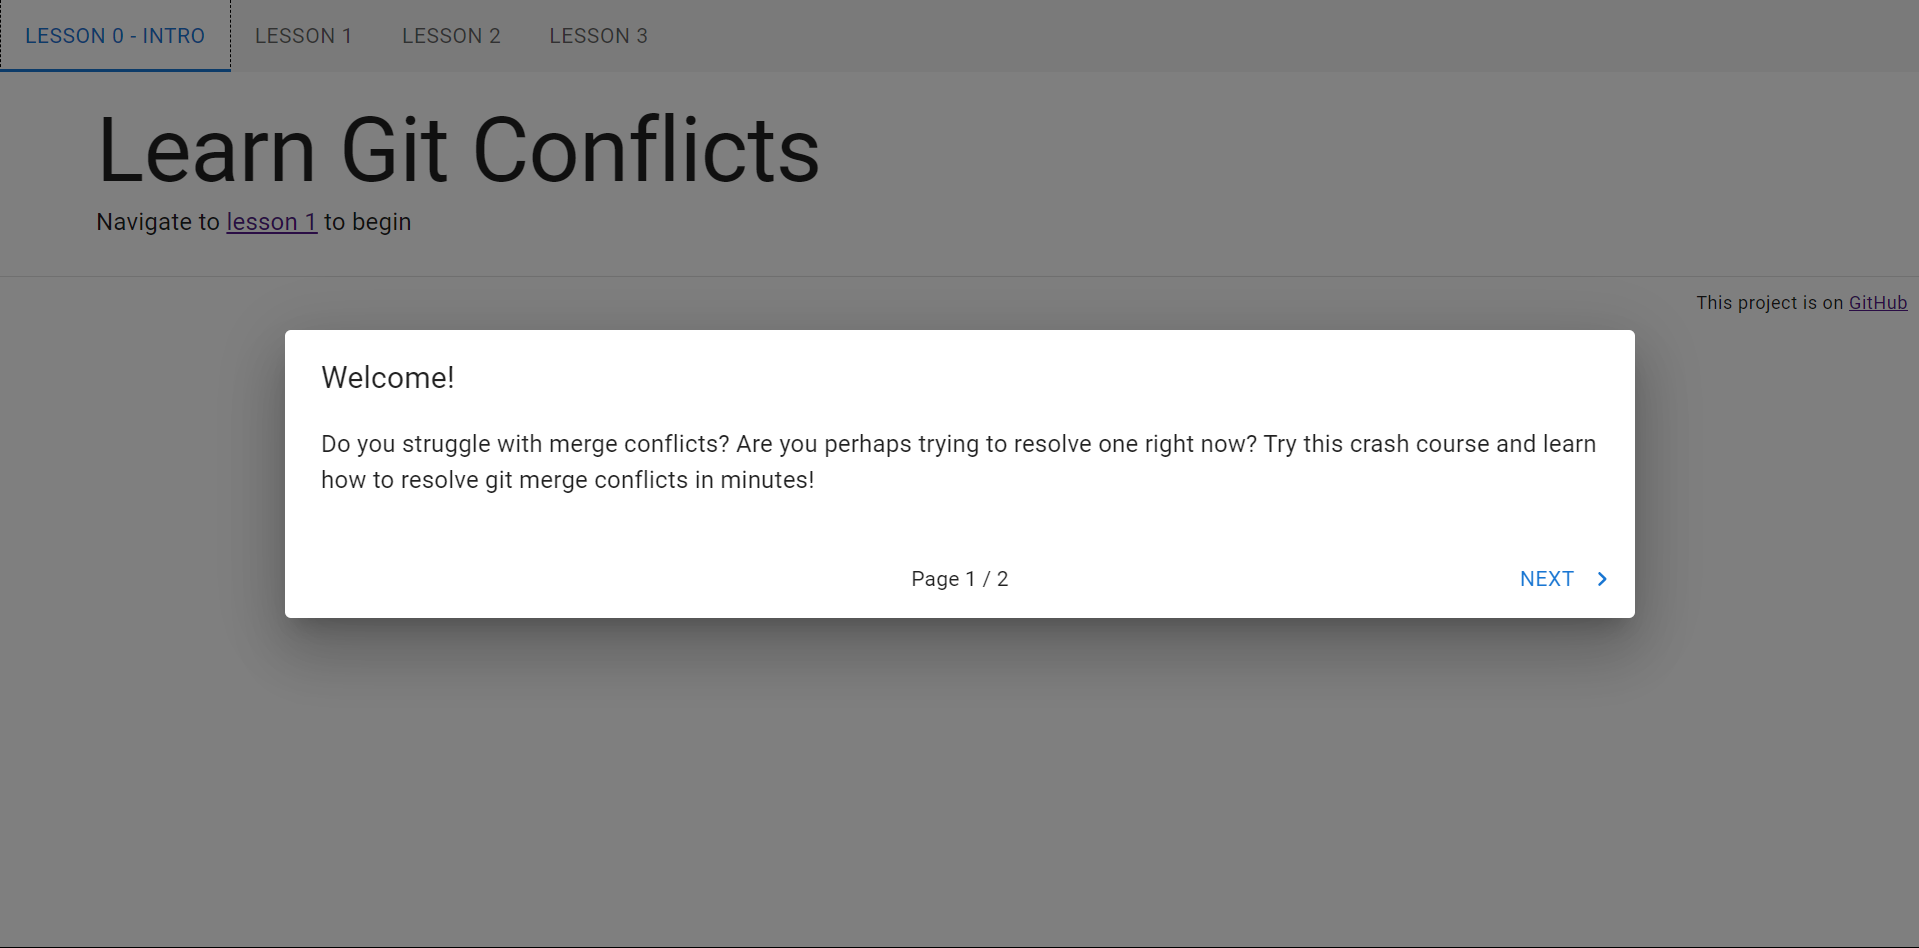 LESSON 0 - INTRO LESSON 1 LESSON 2 LESSON 3
Learn Git Conflicts
Navigate to lesson 1 to begin
This project is on GitHub
Welcome!
Do you struggle with merge conflicts? Are you perhaps trying to resolve one right now? Try this crash course and learn
how to resolve git merge conflicts in minutes!
Page 1 / 2 NEXT